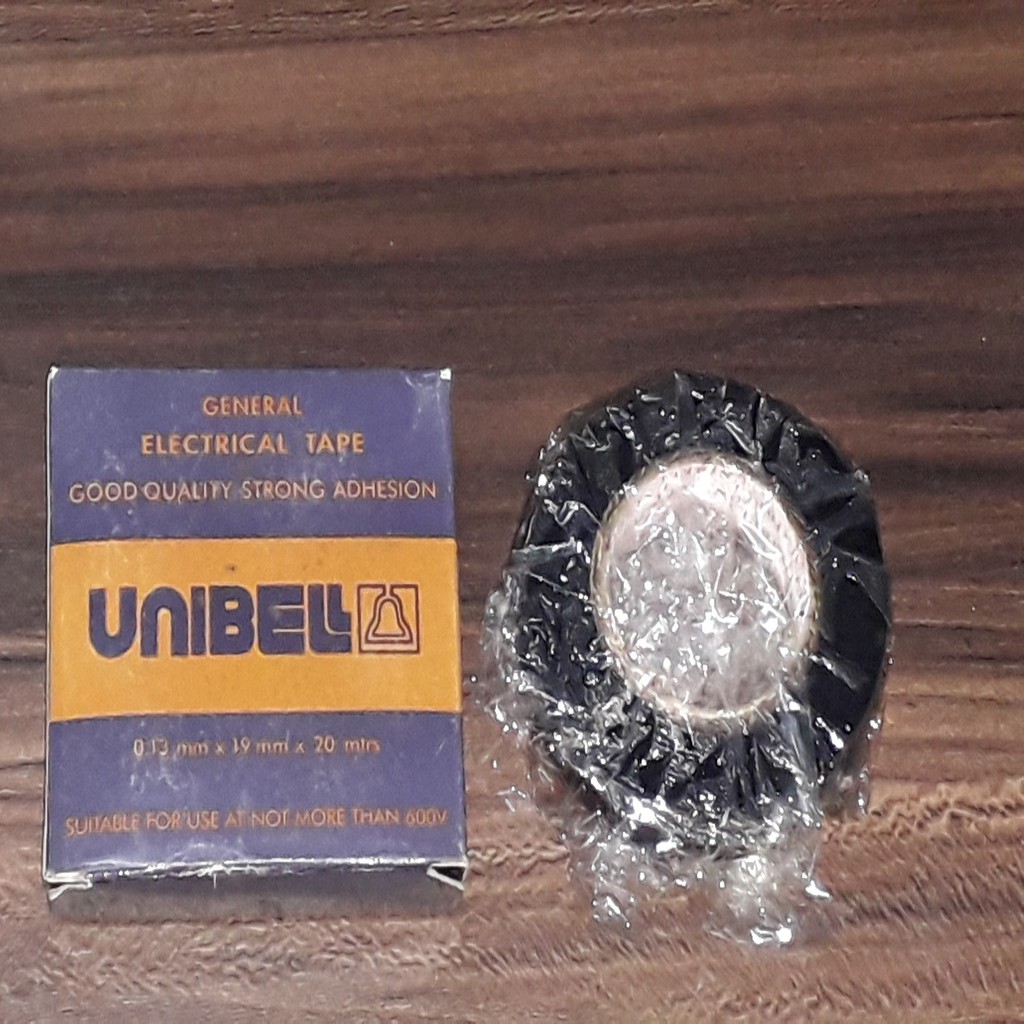 GENERAL
ELECTRICAL TAPE
GOOD QUALITY STRONG ADHESION
UNIBELL
0.13 mm x 19 mm x 20 mtrs
SUITABLE FOR USE AT NOT MORE THAN 600V